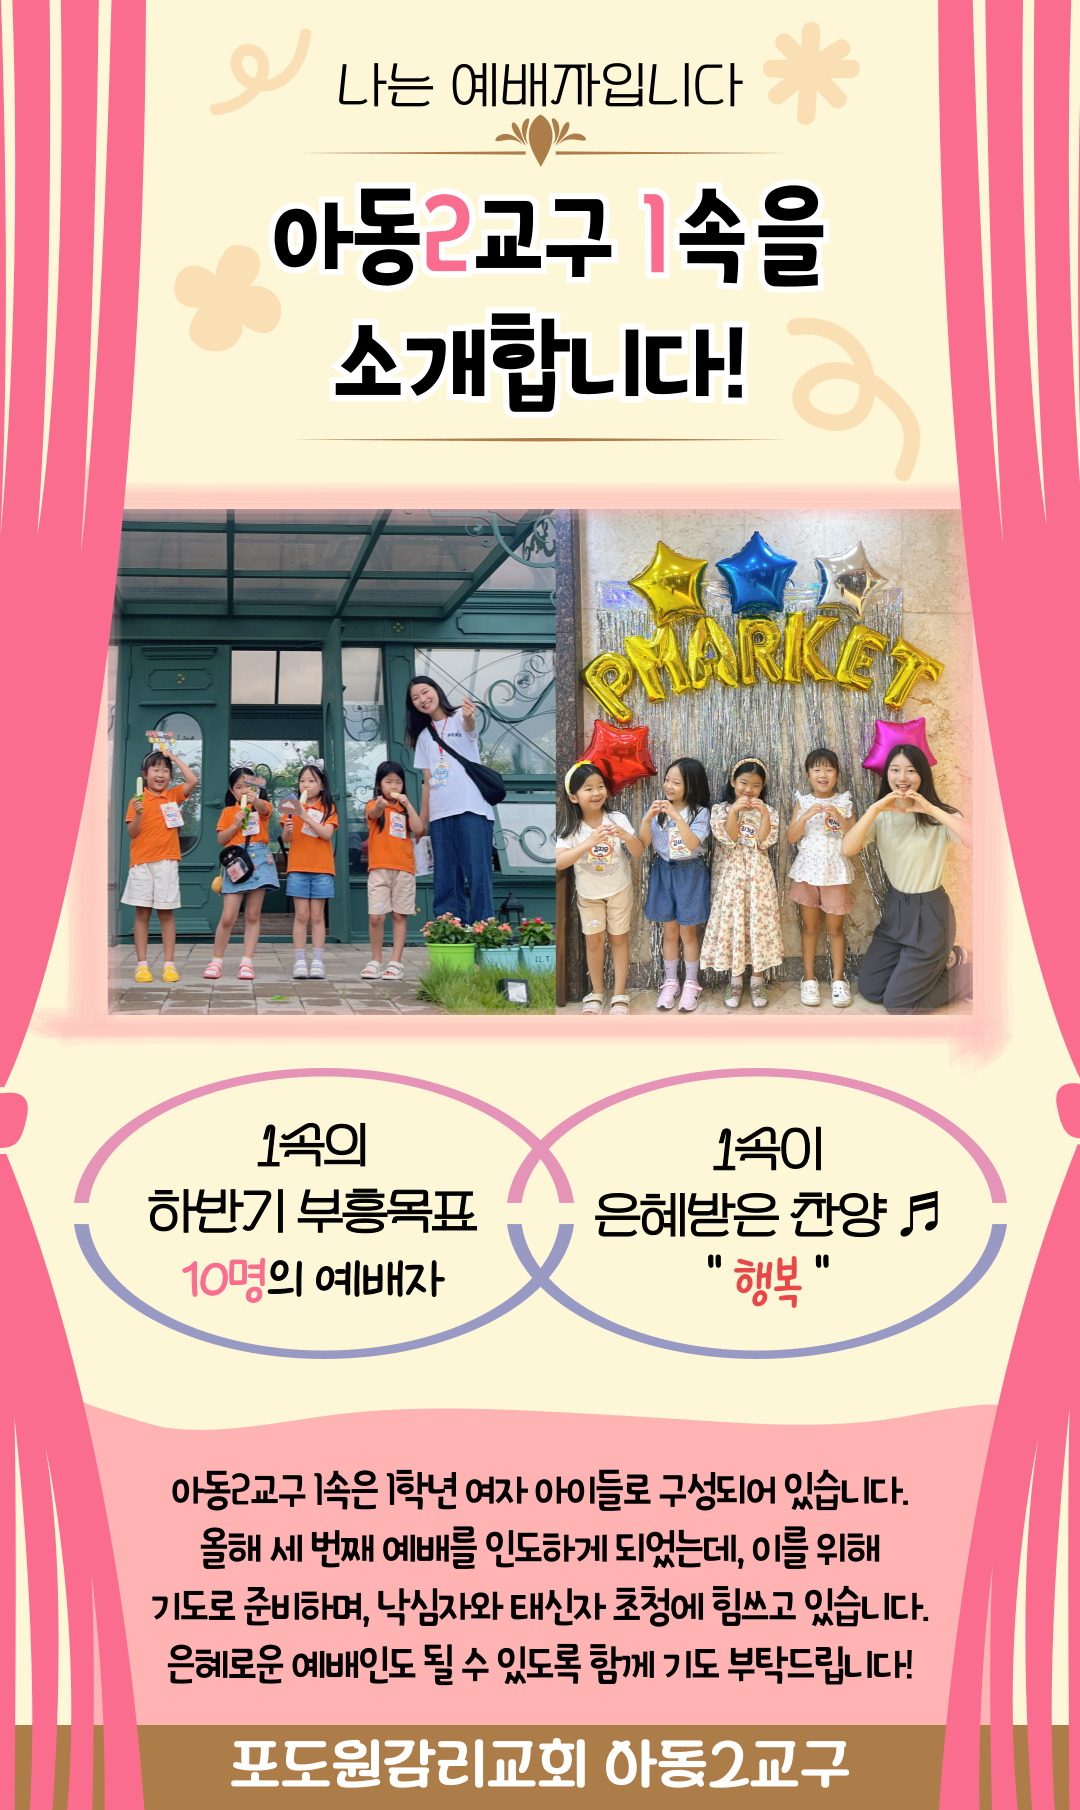 나는 예배자입니다
아동2교구 1속을
소개합니다!
PMARKET
1속의
하반기 부흥목표
10명의 예배자
1속이
은혜받은 찬양 ♬
" 행복 "
아동2교구 1속은 1학년 여자 아이들로 구성되어 있습니다.
올해 세 번째 예배를 인도하게 되었는데, 이를 위해
기도로 준비하며, 낙심자와 태신자 초청에 힘쓰고 있습니다.
은혜로운 예배인도 될 수 있도록 함께 기도 부탁드립니다!
포도원감리교회 아동2교구